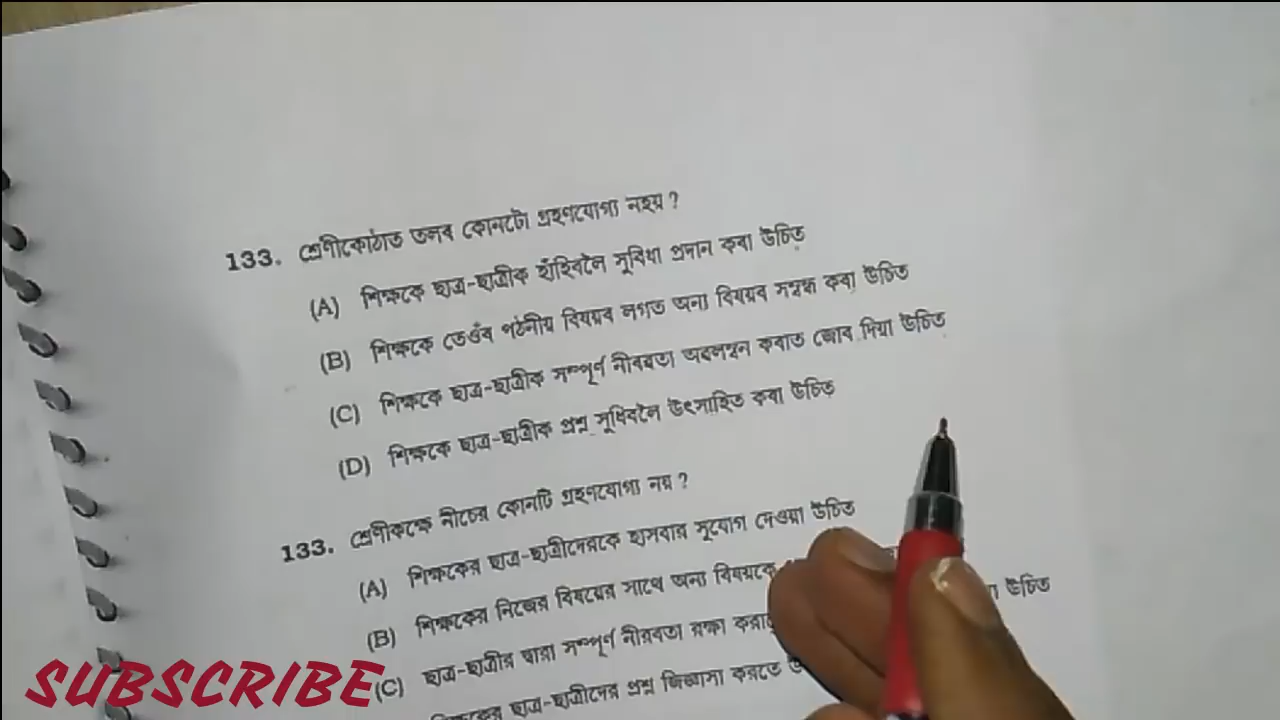 133. শ্ৰেণীকোঠাত তলৰ কোনটো গ্ৰহণযোগ্য নহয় ?
(A) শিক্ষকে ছাত্ৰ-ছাত্ৰীক হাঁহিবলৈ সুবিধা প্ৰদান কৰা উচিত
(B) শিক্ষকে তেওঁৰ পঠনীয় বিষয়ৰ লগত অন্য বিষয়ৰ সম্বন্ধ কৰা উচিত
(C) শিক্ষকে ছাত্ৰ-ছাত্ৰীক সম্পূৰ্ণ নীৰৱতা অৱলম্বন কৰাত জোৰ দিয়া উচিত
(D) শিক্ষকে ছাত্ৰ-ছাত্ৰীক প্ৰশ্ন সুধিবলৈ উৎসাহিত কৰা উচিত
133. শ্রেণীকক্ষে নীচের কোনটি গ্রহণযোগ্য নয় ?
(A) শিক্ষকের ছাত্র-ছাত্রীদেরকে হাসবার সুযোগ দেওয়া উচিত
(B) শিক্ষকের নিজের বিষয়ের সাথে অন্য বিষয়কে
(C) ছাত্র-ছাত্রীর দ্বারা সম্পূর্ণ নীরবতা রক্ষা উচিত
ছাত্র-ছাত্রীদের প্রশ্ন জিজ্ঞাসা করতে
SUBSCRIBE